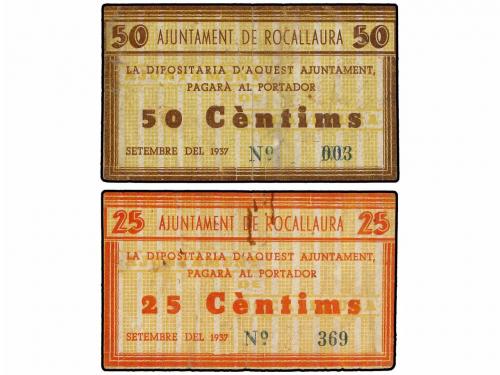 50 AJUNTAMENT DE ROCALLAURA 50
LA DIPOSITARIA D'AQUEST AJUNTAMENT,
PAGARÀ AL PORTADOR
50 Cèntims
SETEMBRE DEL 1937 Nº 003
25 AJUNTAMENT DE ROCALLAURA 25
LA DIPOSITARIA D'AQUEST AJUNTAMENT,
PAGARÀ AL PORTADOR
25 Cèntims
SETEMBRE DEL 1937 Nº 369